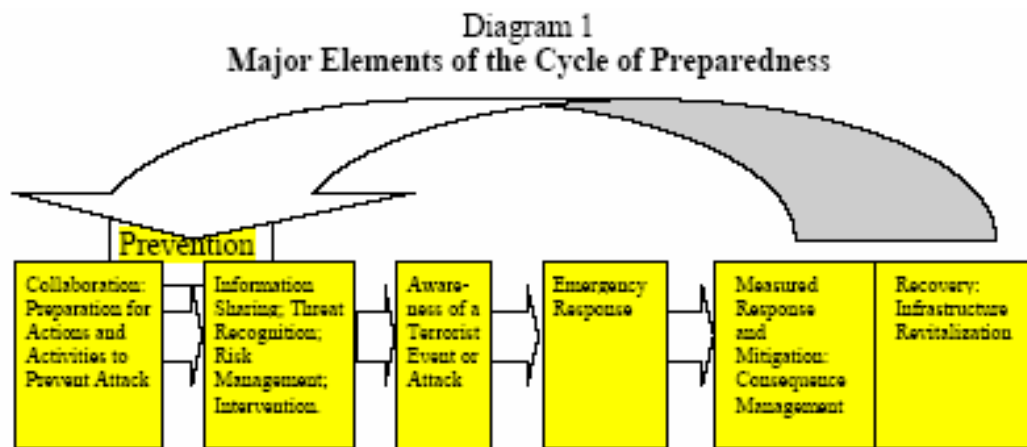 Diagram 1
Major Elements of the Cycle of Preparedness
Prevention
Collaboration:
Preparation for
Actions and
Activities to
Prevent Attack
Information
Sharing; Threat
Recognition;
Risk
Management;
Intervention.
Aware-
ness of a
Terrorist
Event or
Attack
Emergency
Response
Measured
Response
and
Mitigation:
Consequence
Management
Recovery:
Infrastructure
Revitalization